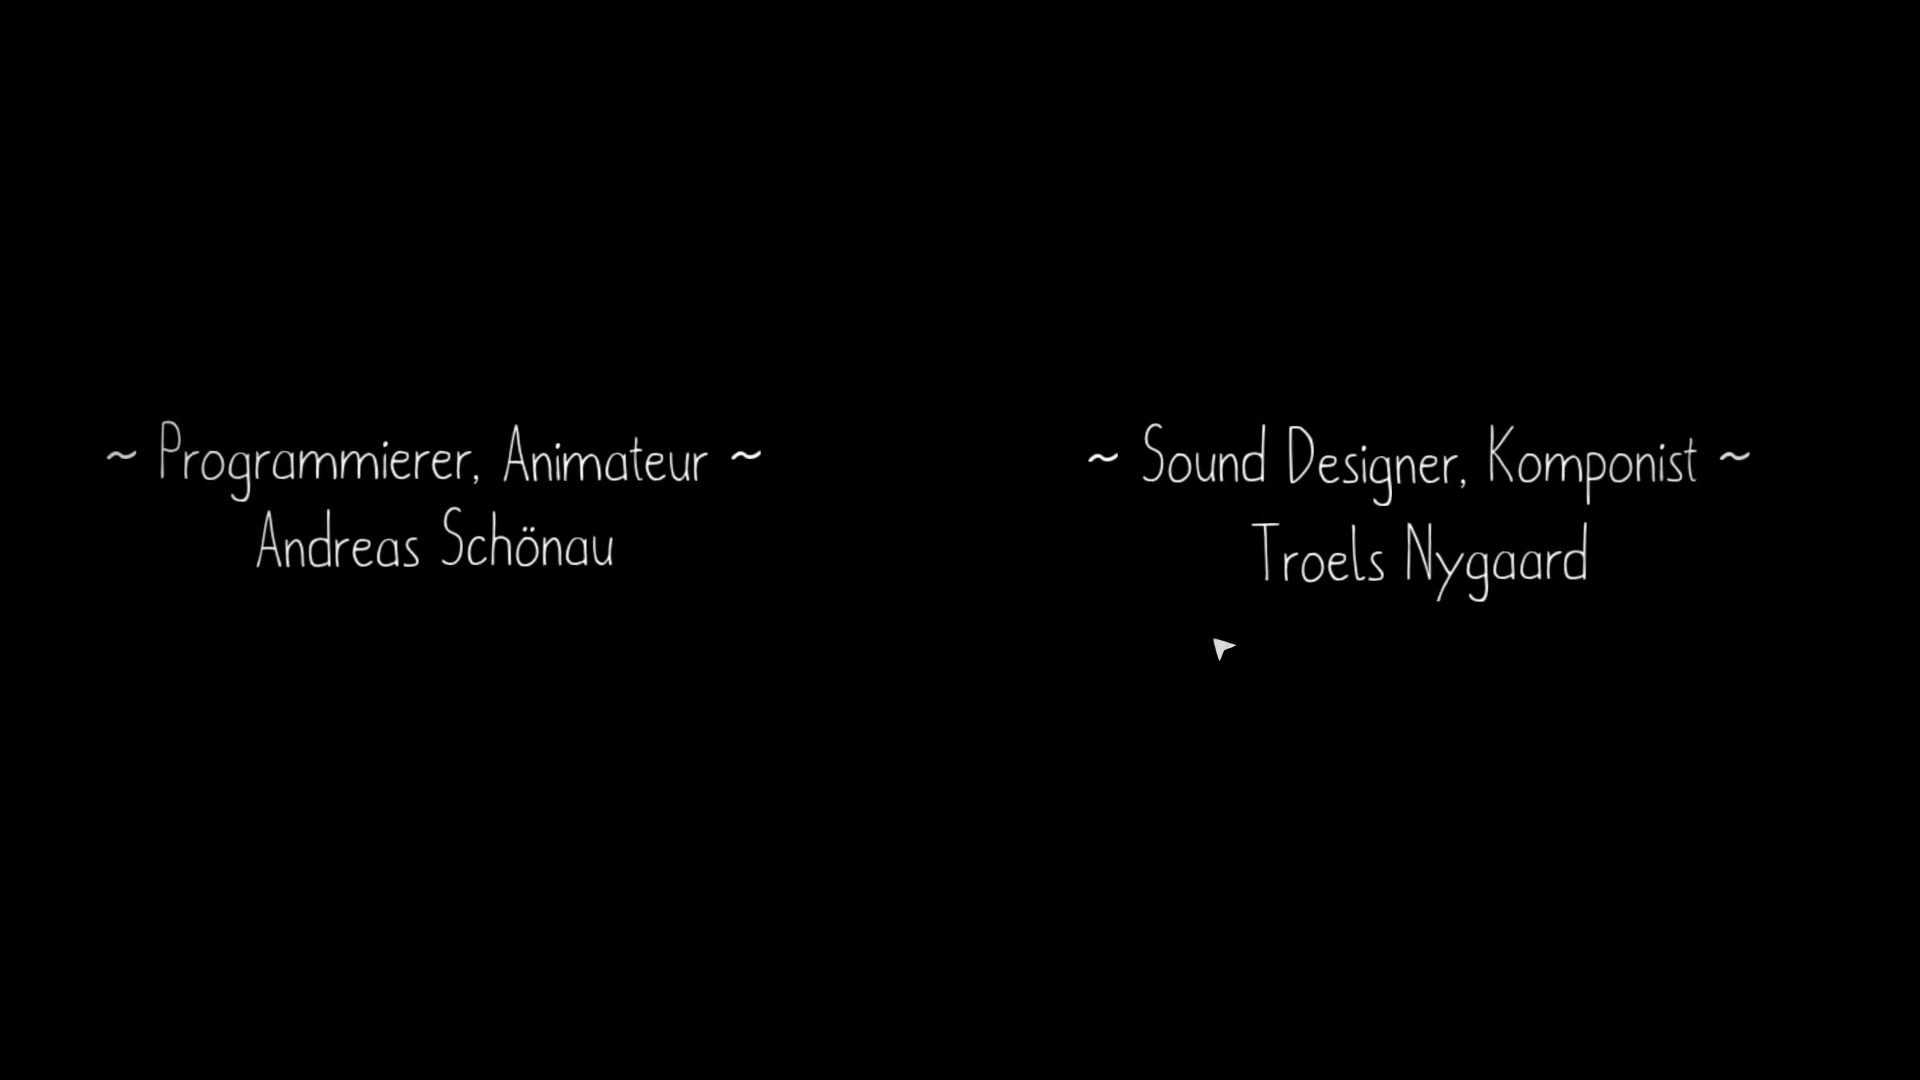 ~ Programmierer, Animateur ~
Andreas Schönau
~ Sound Designer, Komponist ~
Troels Nygaard